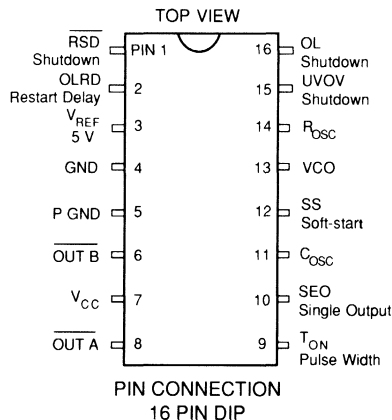 TOP VIEW
RSD
Shutdown
PIN 1
16
OL
Shutdown
OLRD
Restart Delay
2
15
UVOV
Shutdown
VREF
5 V
3
14
ROSC
GND
4
13
VCO
P GND
5
12
SS
Soft-start
OUT B
6
11
COSC
VCC
7
10
SEO
Single Output
OUT A
8
9
TON
Pulse Width
PIN CONNECTION
16 PIN DIP